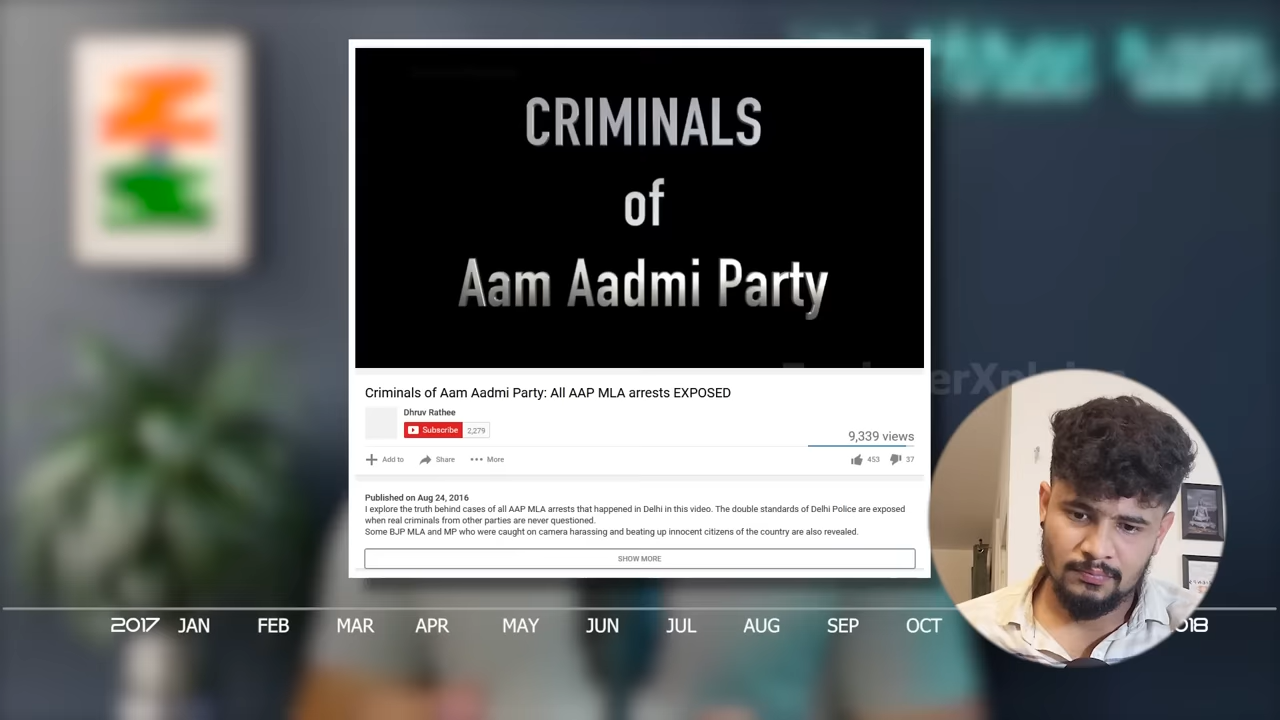 CRIMINALS
of
Aam Aadmi Party
Criminals of Aam Aadmi Party: All AAP MLA arrests EXPOSED
Dhruv Rathee
Subscribe 2,279
9,339 views
Add to Share More 453 37
Published on Aug 24, 2016
I explore the truth behind cases of all AAP MLA arrests that happened in Delhi in this video. The double standards of Delhi Police are exposed
when real criminals from other parties are never questioned.
Some BJP MLA and MP who were caught on camera harassing and beating up innocent citizens of the country are also revealed.
SHOW MORE
2017 JAN FEB MAR APR MAY JUN JUL AUG SEP OCT